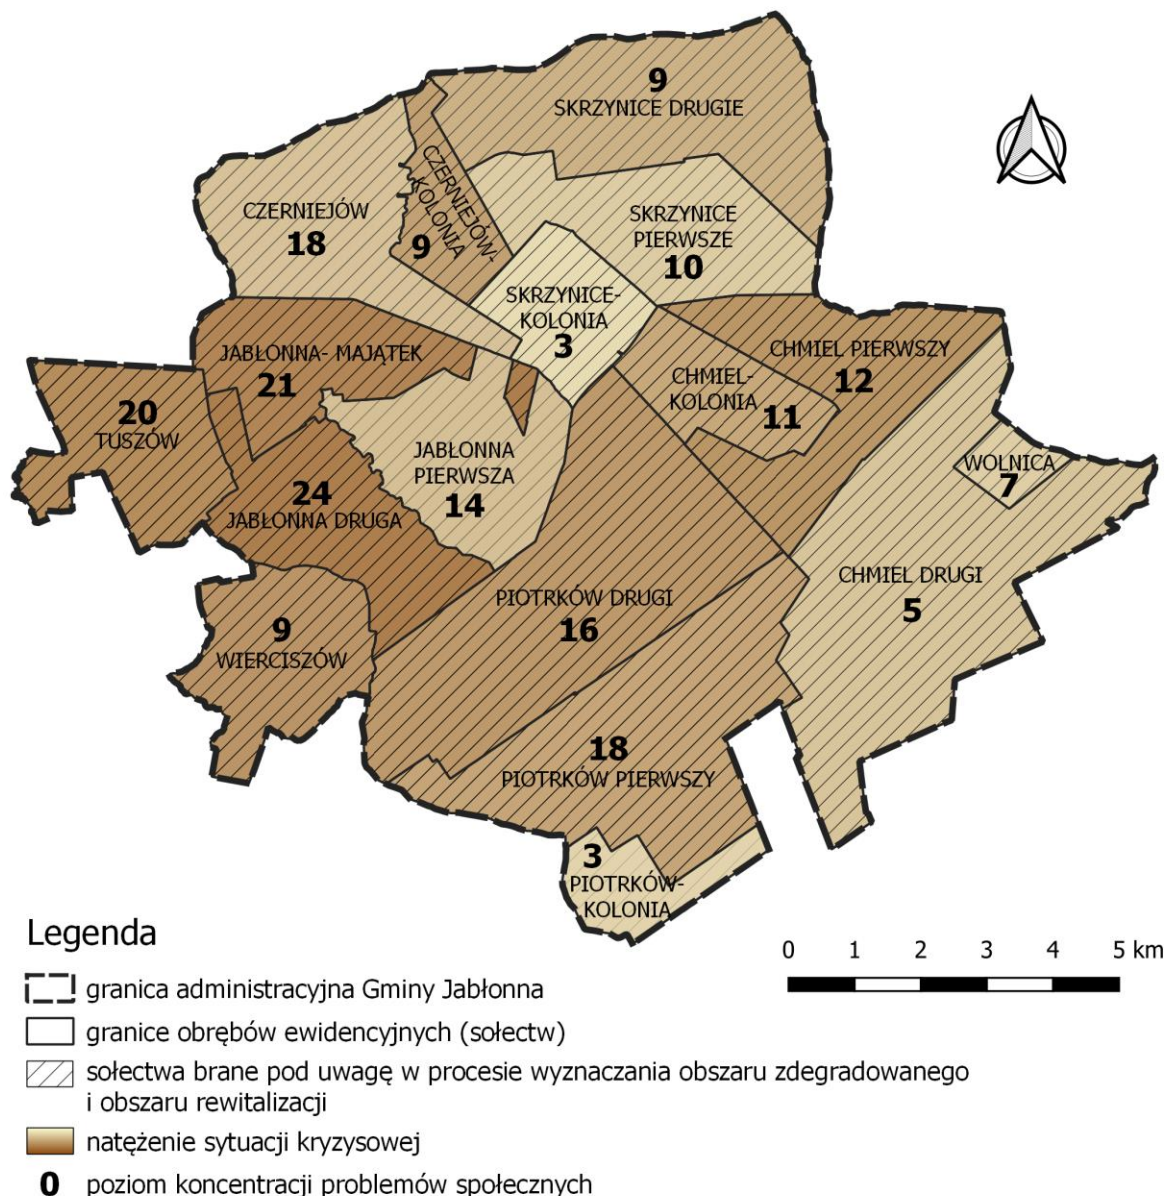 9
SKRZYNICE DRUGIE
CZERNIEJÓW
18
CZERNIEJÓW-
KOLONIA
9
SKRZYNICE
PIERWSZE
10
SKRZYNICE-
KOLONIA
3
JABŁONNA- MAJĄTEK
21
CHMIEL PIERWSZY
12
CHMIEL-
KOLONIA
11
20
TUSZÓW
JABŁONNA
PIERWSZA
14
WOLNICA
7
24
JABŁONNA DRUGA
CHMIEL DRUGI
5
PIOTRKÓW DRUGI
16
9
WIERCISZÓW
18
PIOTRKÓW PIERWSZY
3
PIOTRKÓW-
KOLONIA
Legenda
0 1 2 3 4 5 km
granica administracyjna Gminy Jabłonna
granice obrębów ewidencyjnych (sołectw)
sołectwa brane pod uwagę w procesie wyznaczania obszaru zdegradowanego
i obszaru rewitalizacji
natężenie sytuacji kryzysowej
0 poziom koncentracji problemów społecznych